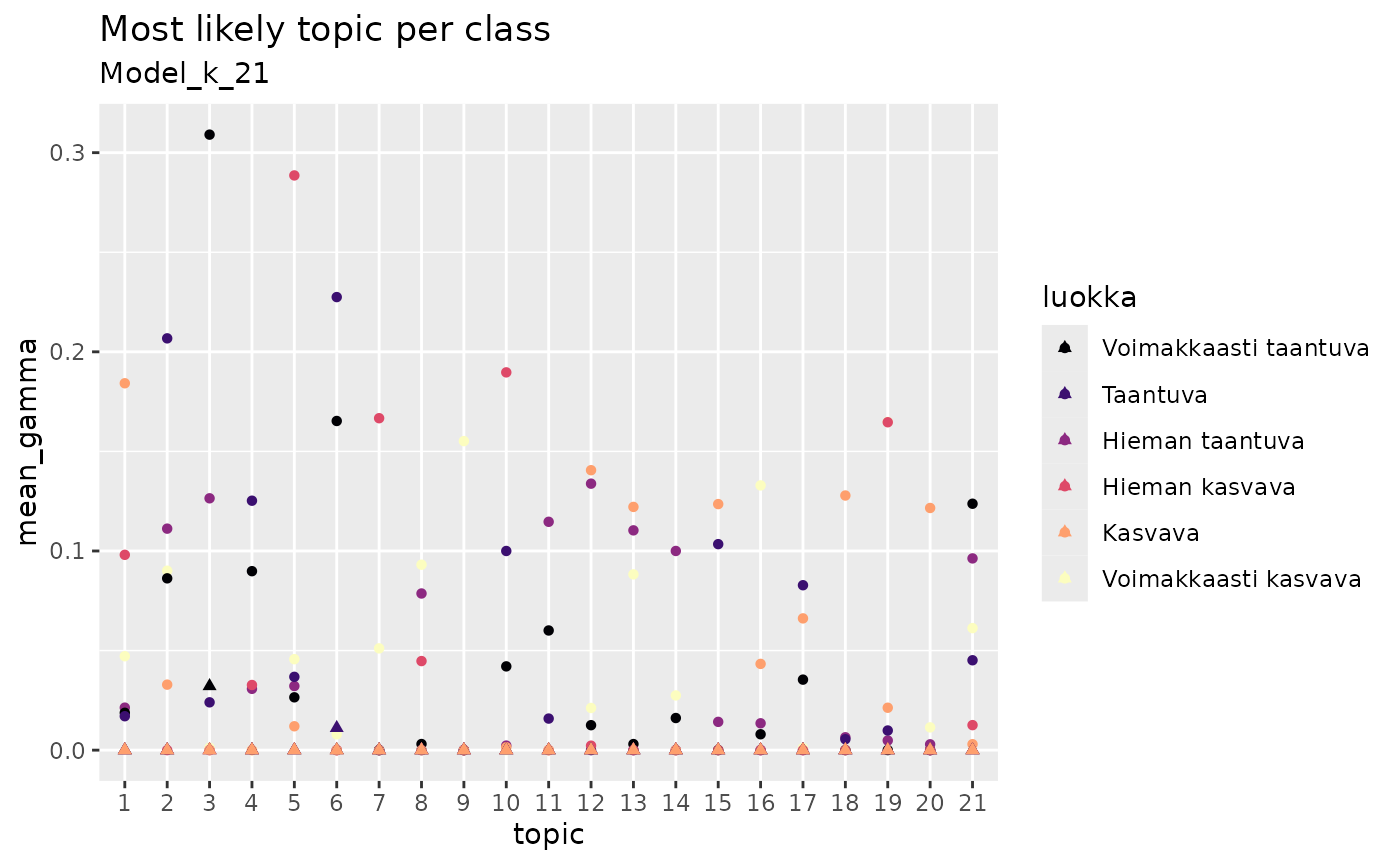 Most likely topic per class
Model_k_21
mean_gamma
0.3
0.2
0.1
0.0
1 2 3 4 5 6 7 8 9 10 11 12 13 14 15 16 17 18 19 20 21
topic
luokka
Voimakkaasti taantuva
Taantuva
Hieman taantuva
Hieman kasvava
Kasvava
Voimakkaasti kasvava